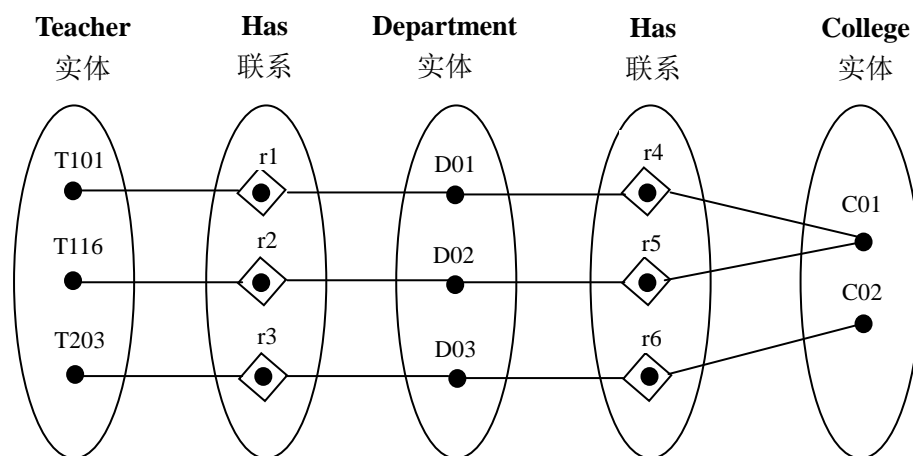 Teacher Has Department Has College
实体 联系 实体 联系 实体
T101 r1 D01 r4
C01
T116 r2 D02 r5
C02
T203 r3 D03 r6